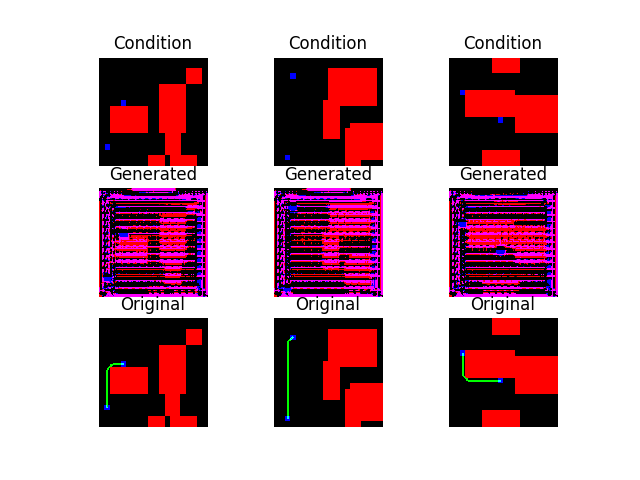 Condition Condition Condition
Generated Generated Generated
Original Original Original